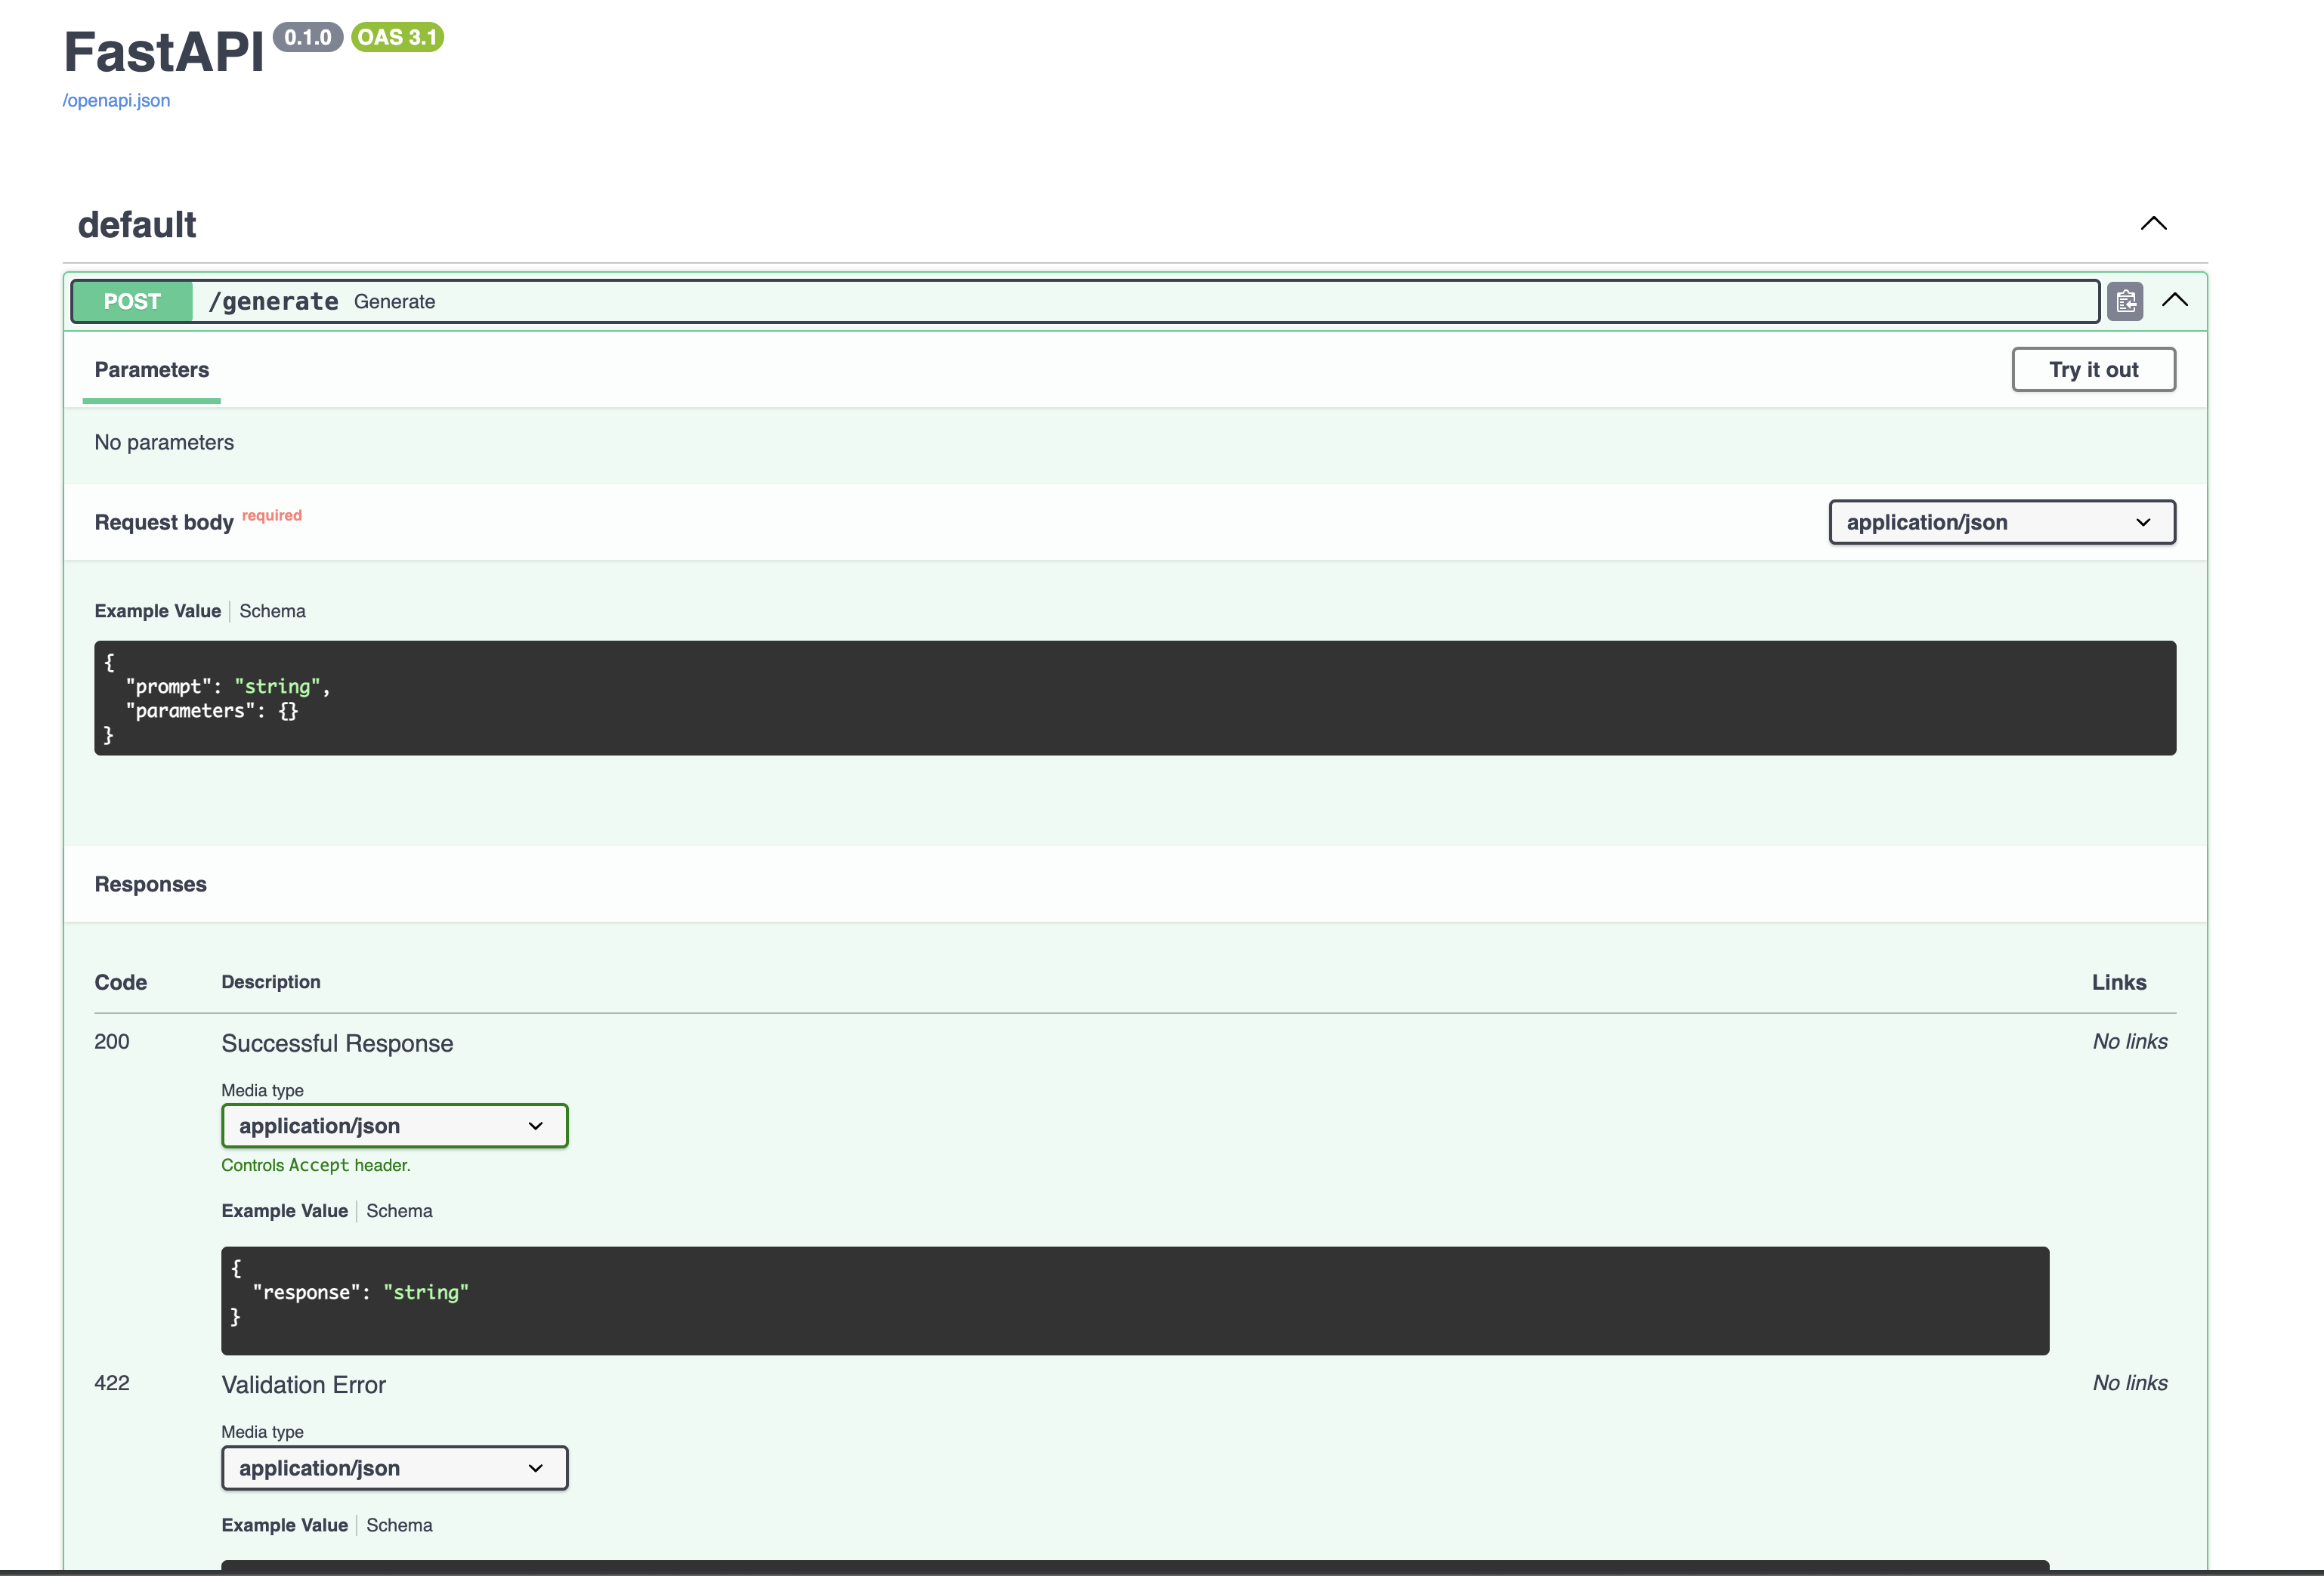 FastAPI 0.1.0 OAS 3.1
/openapi.json
default
POST /generate Generate
Parameters Try it out
No parameters
Request body required application/json
Example Value Schema
{
"prompt": "string",
"parameters": {}
}
Responses
Code Description Links
200 Successful Response No links
Media type
application/json
Controls Accept header.
Example Value Schema
{
"response": "string"
}
422 Validation Error No links
Media type
application/json
Example Value Schema